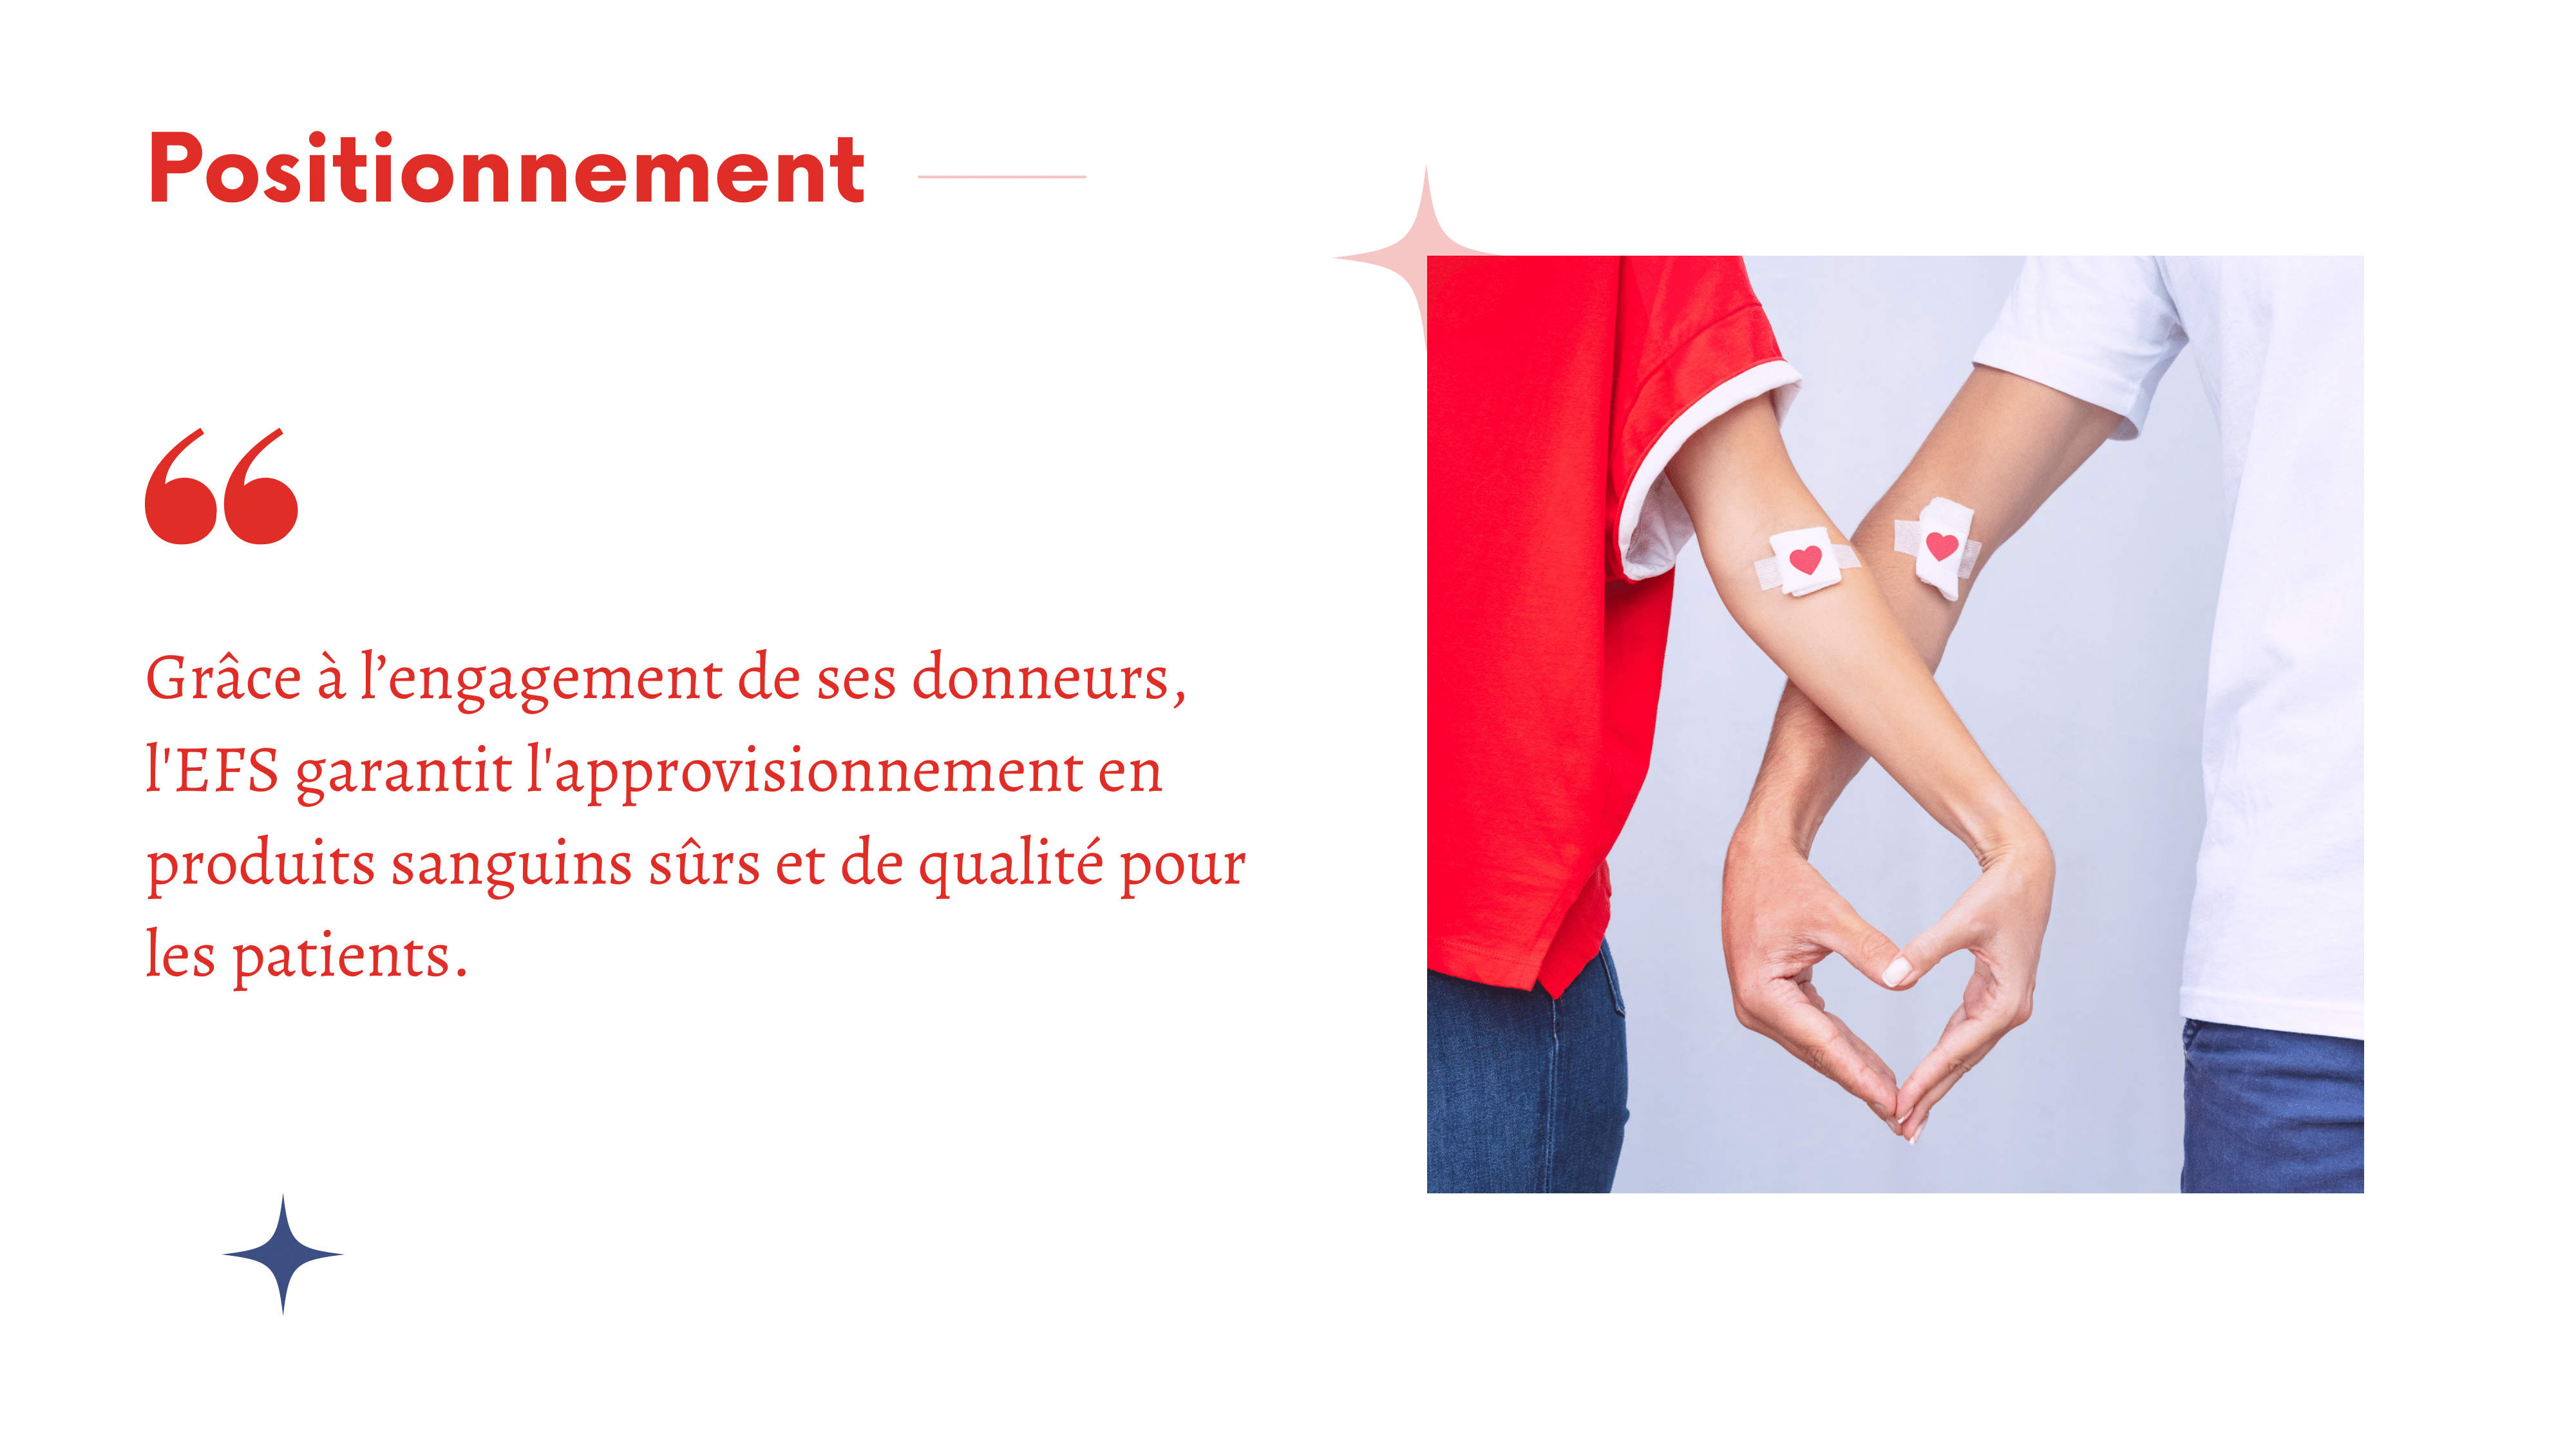 Positionnement
“
Grâce à l’engagement de ses donneurs,
l'EFS garantit l'approvisionnement en
produits sanguins sûrs et de qualité pour
les patients.